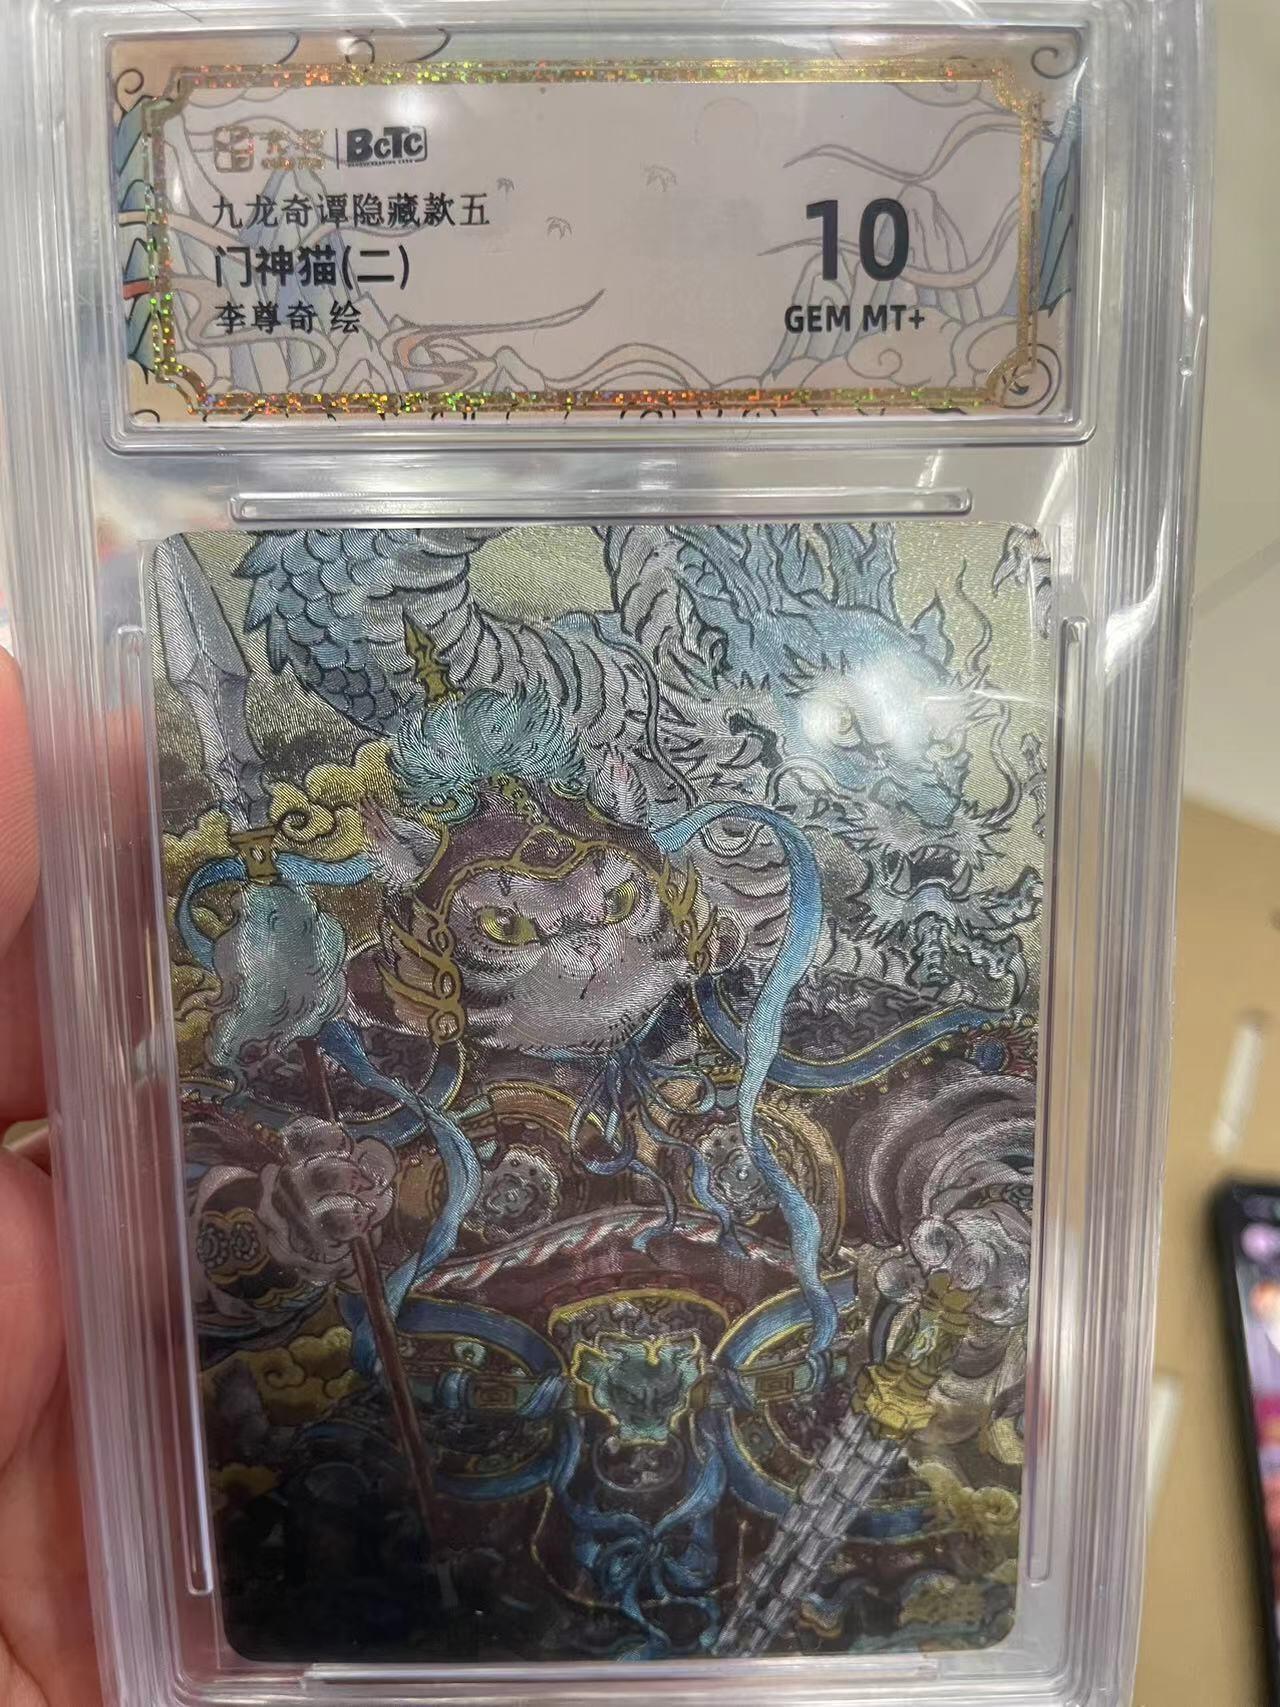 BCTC
九龙奇谭隐藏款五
门神猫(二)
李尊奇 绘
10
GEM MT+